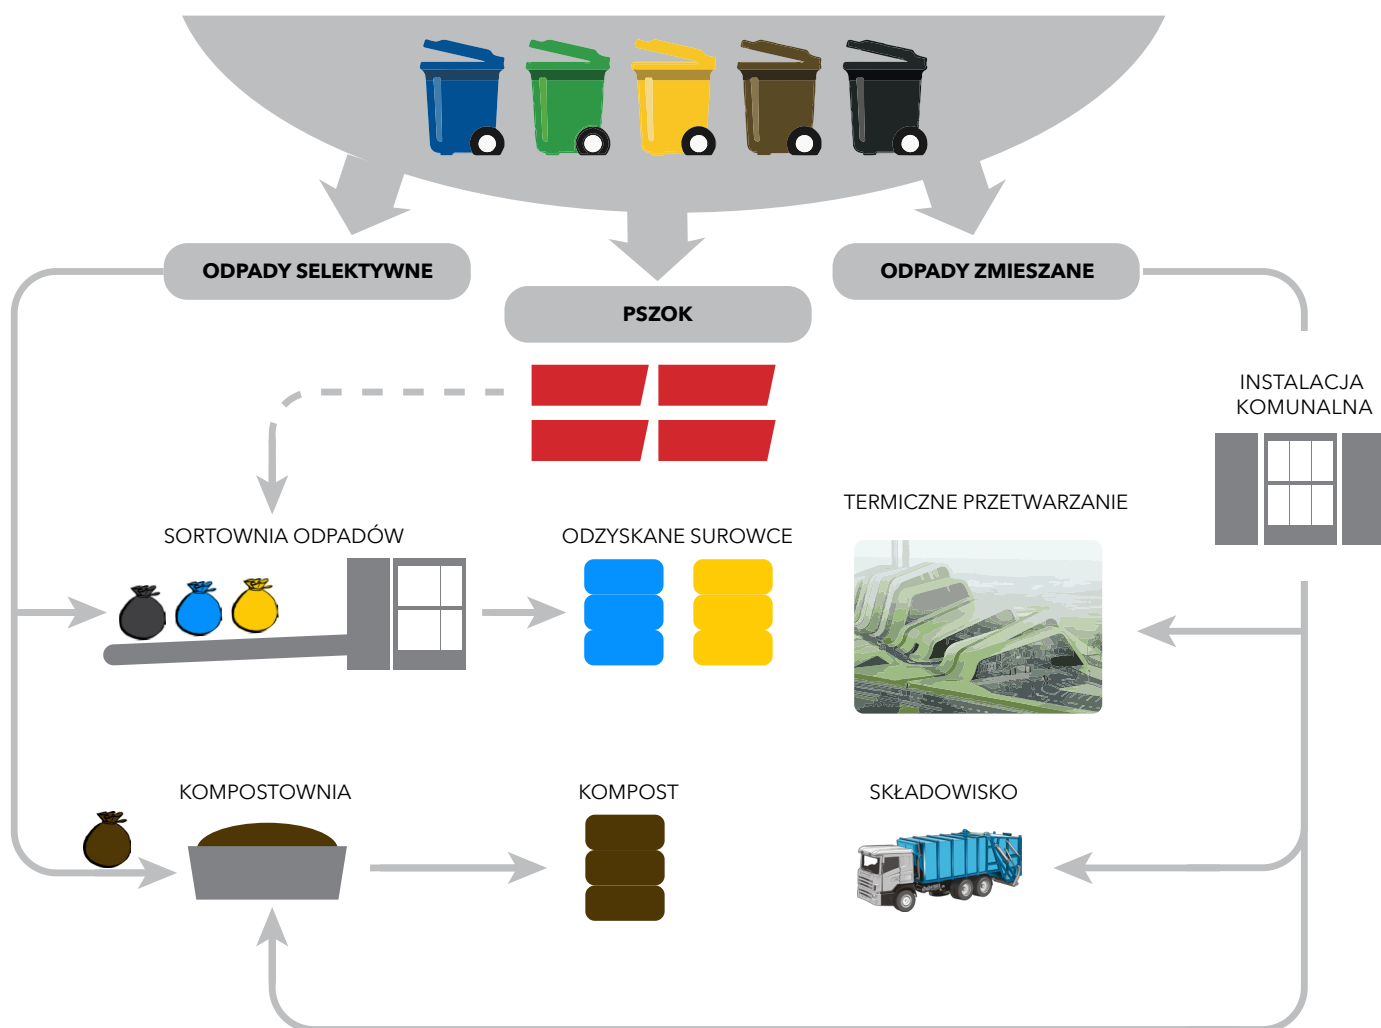 ODPADY SELEKTYWNE
ODPADY ZMIESZANE
PSZOK
INSTALACJA
KOMUNALNA
TERMICZNE PRZETWARZANIE
SORTOWNIA ODPADÓW
ODZYSKANE SUROWCE
KOMPOSTOWNIA
KOMPOST
SKŁADOWISKO